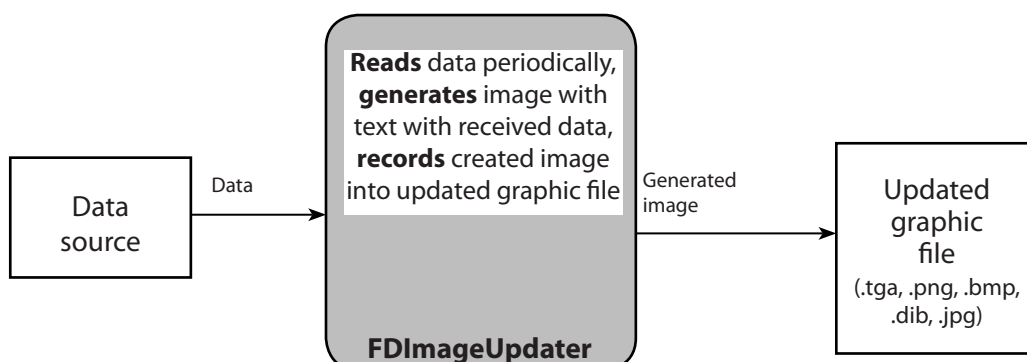 Data
source
Data
Reads data periodically,
generates image with
text with received data,
records created image
into updated graphic file
FDImageUpdater
Generated
image
Updated
graphic
file
(.tga, .png, .bmp,
.dib, .jpg)